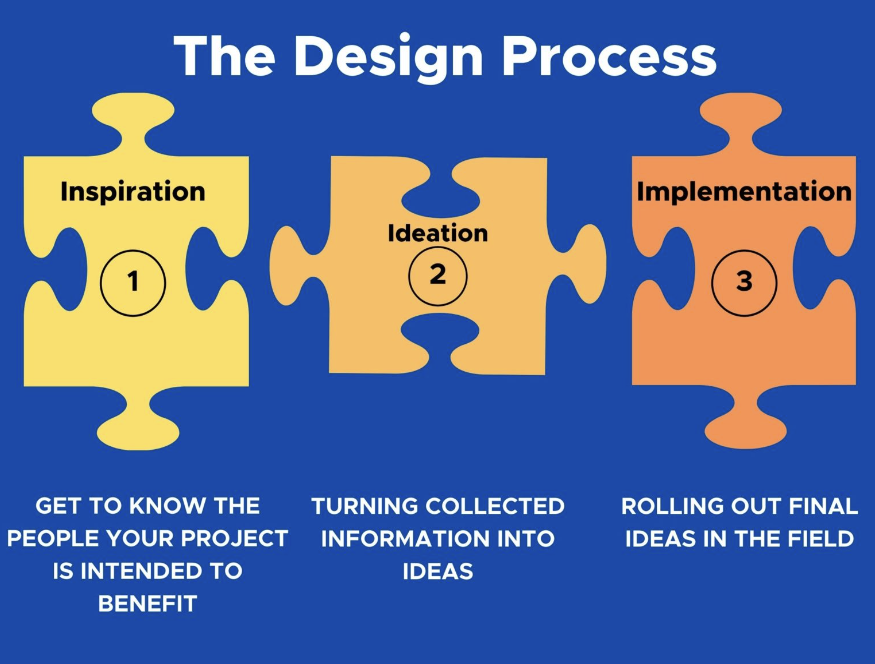 The Design Process
Inspiration
1
GET TO KNOW THE
PEOPLE YOUR PROJECT
IS INTENDED TO
BENEFIT
Ideation
2
TURNING COLLECTED
INFORMATION INTO
IDEAS
Implementation
3
ROLLING OUT FINAL
IDEAS IN THE FIELD